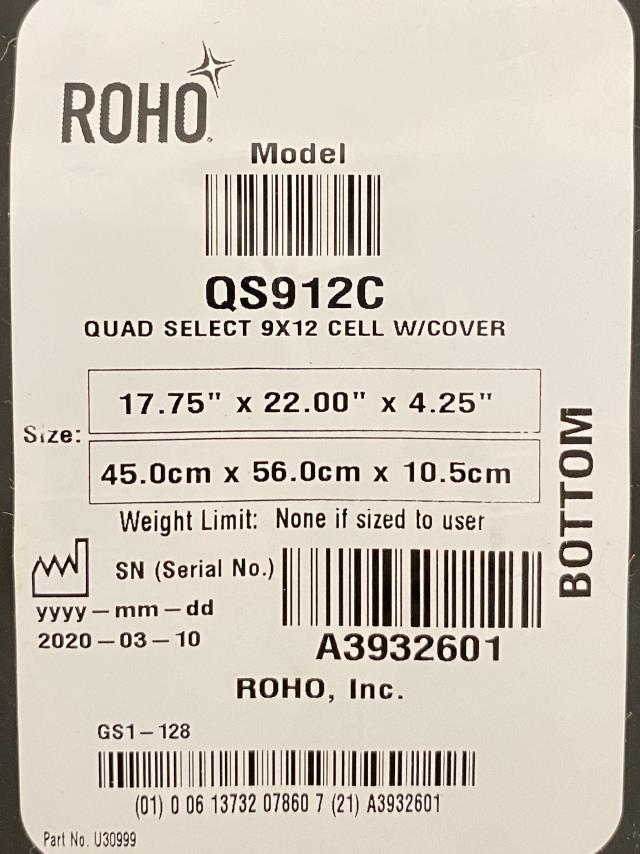 ROHO
Model
QS912C
QUAD SELECT 9X12 CELL W/COVER
Size:
17.75" x 22.00" x 4.25"
45.0cm x 56.0cm x 10.5cm
Weight Limit: None if sized to user
BOTTOM
SN (Serial No.)
yyyy-mm-dd
2020-03-10
A3932601
ROHO, Inc.
GS1-128
(01) 0 06 13732 07860 7 (21) A3932601
Part No. U30999